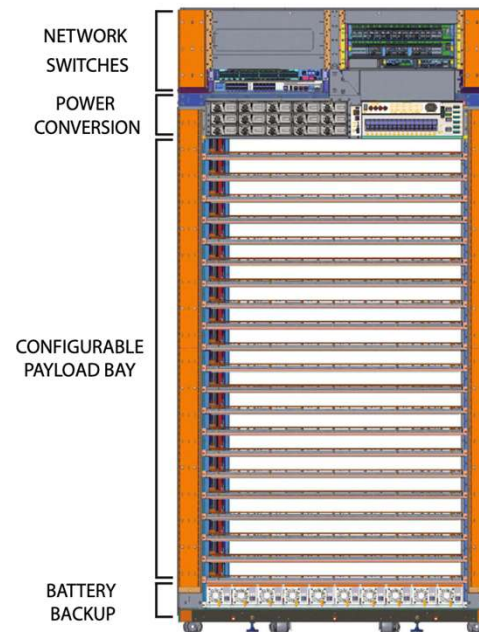 NETWORK
SWITCHES
POWER
CONVERSION
CONFIGURABLE
PAYLOAD BAY
BATTERY
BACKUP